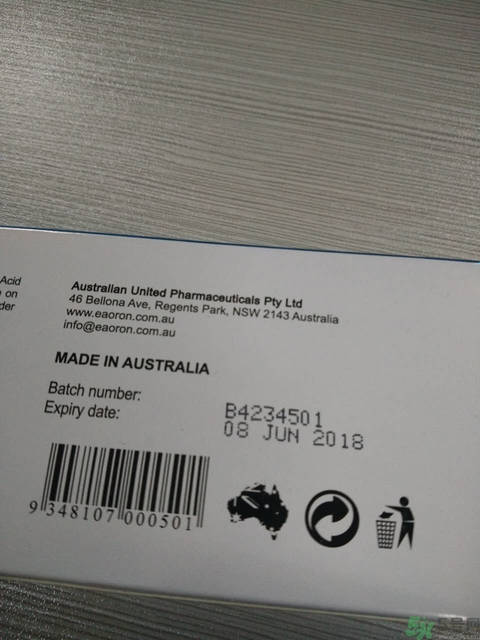 Acid
on
der
Australian United Pharmaceuticals Pty Ltd
46 Bellona Ave, Regents Park, NSW 2143 Australia
www.eaoron.com.au
info@eaoron.com.au
MADE IN AUSTRALIA
Batch number: B4234501
Expiry date: 08 JUN 2018
9 348107 000501